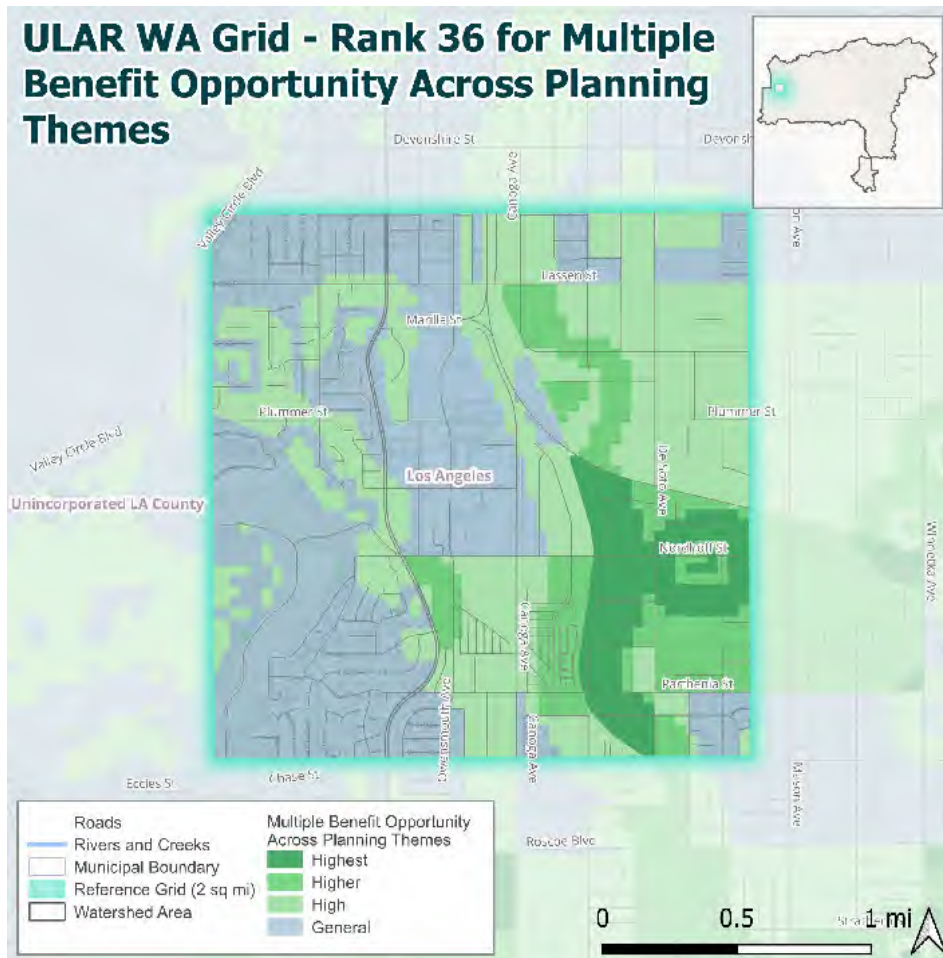 ULAR WA Grid - Rank 36 for Multiple
Benefit Opportunity Across Planning
Themes
Devonshire St
Devonsh
Valley Circle Blvd
Canoga Ave
on Ave
Lassen St
Marilla St
Plummer St
Plummer St
Valley Circle Blvd
De Soto Ave
Los Angeles
Unincorporated LA County
Nordhoff St
Winnetka Ave
Canoga Ave
Parthenia St
Owensmouth Ave
Canoga Ave
Eccles St
Chase St
Mason Ave
Roscoe Blvd
Roads
Rivers and Creeks
Municipal Boundary
Reference Grid (2 sq mi)
Watershed Area
Multiple Benefit Opportunity
Across Planning Themes
Highest
Higher
High
General
0 0.5 1 mi